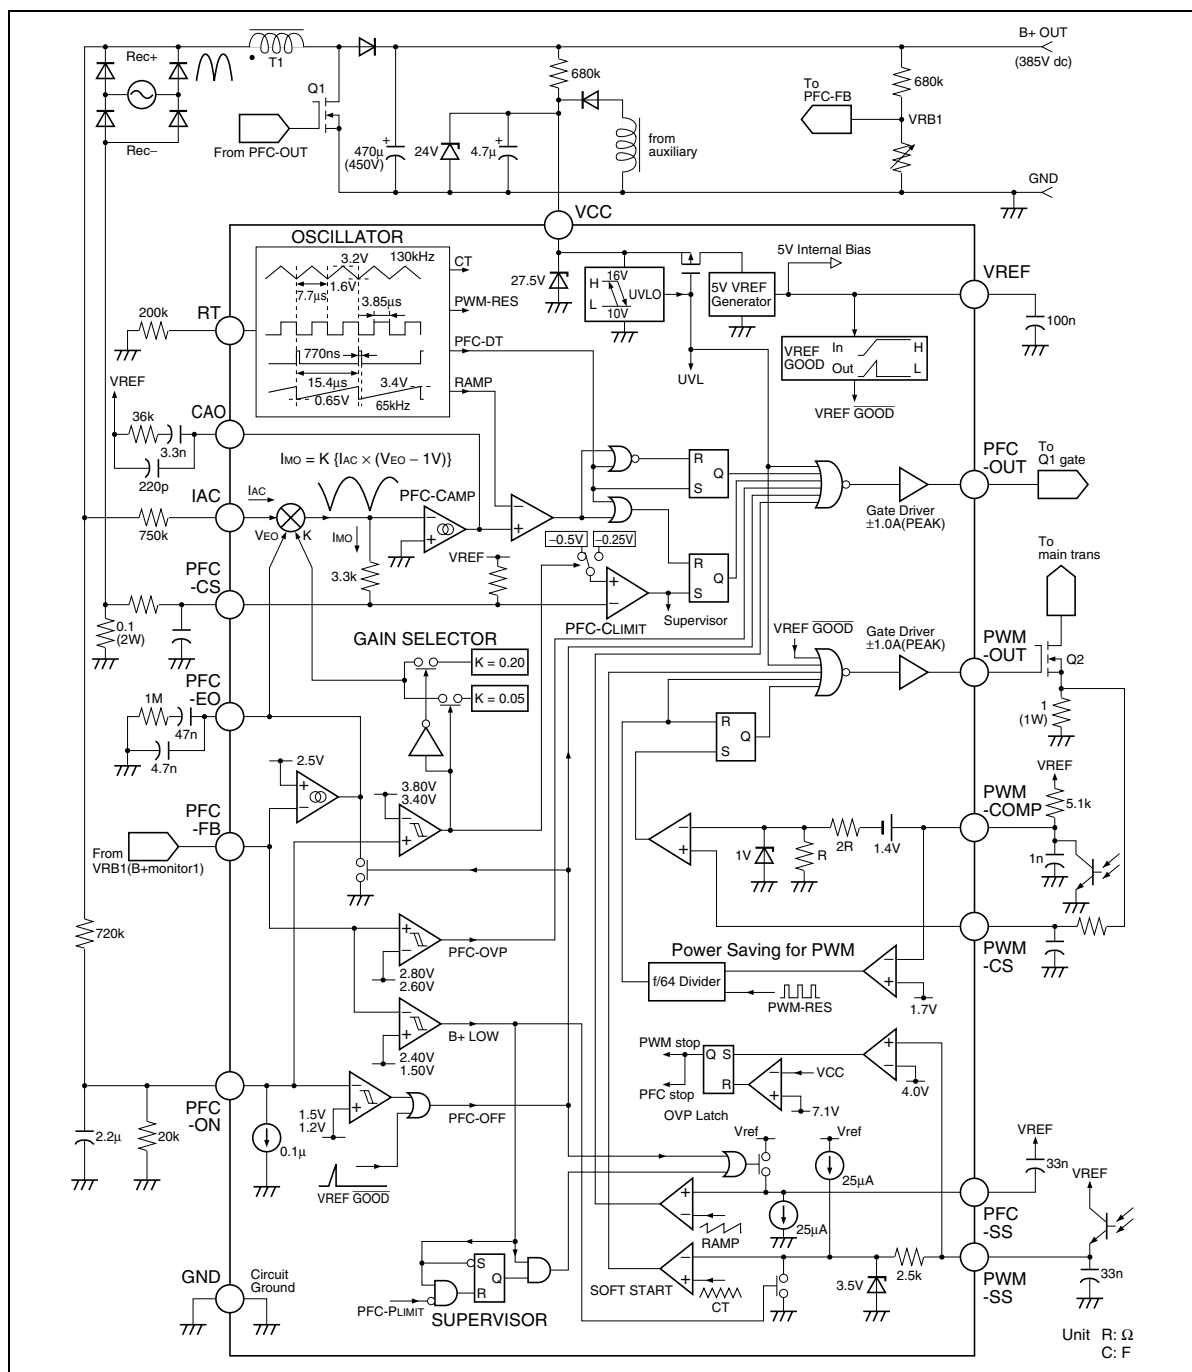 B+ OUT
(385V dc)
Rec+
T1
680k
To
PFC-FB
680k
Q1
VRB1
From PFC-OUT
Rec−
470µ
(450V)
24V
4.7µ
from
auxiliary
GND
VCC
OSCILLATOR
3.2V
130kHz
CT
1.6V
7.7µs
3.85µs
PWM-RES
27.5V
H
L
16V
10V
UVLO
5V VREF
Generator
5V Internal Bias
VREF
100n
200k
RT
PFC-DT
770ns
RAMP
15.4µs
3.4V
0.65V
65kHz
UVL
VREF
GOOD
In
Out
H
L
VREF GOOD
VREF
CAO
36k
3.3n
220p
IMO = K {IAC × (VEO – 1V)}
PFC-CAMP
R
S
Q
PFC
-OUT
To
Q1 gate
Gate Driver
±1.0A(PEAK)
IAC
IAC
750k
VEO
K
IMO
3.3k
VREF
−0.5V
−0.25V
R
S
Q
To
main trans
PFC
-CS
0.1
(2W)
PFC-CLIMIT
Supervisor
GAIN SELECTOR
K = 0.20
K = 0.05
VREF GOOD
Gate Driver
±1.0A(PEAK)
PWM
-OUT
Q2
1
(1W)
PFC
-EO
1M
47n
4.7n
R
S
Q
2.5V
3.80V
3.40V
VREF
5.1k
PWM
-COMP
PFC
-FB
From
VRB1(B+monitor1)
1V
R
2R
1.4V
1n
720k
PFC-OVP
2.80V
2.60V
Power Saving for PWM
f/64 Divider
PWM-RES
1.7V
PWM
-CS
B+ LOW
2.40V
1.50V
PWM stop
PFC stop
Q
S
R
OVP Latch
VCC
7.1V
4.0V
PFC
-ON
1.5V
1.2V
PFC-OFF
2.2µ
20k
0.1µ
VREF GOOD
Vref
Vref
25µA
25µA
VREF
33n
VREF
PFC
-SS
RAMP
SOFT START
CT
3.5V
2.5k
PWM
-SS
33n
GND
Circuit
Ground
S
R
Q
PFC-PLIMIT
SUPERVISOR
Unit R: Ω
C: F